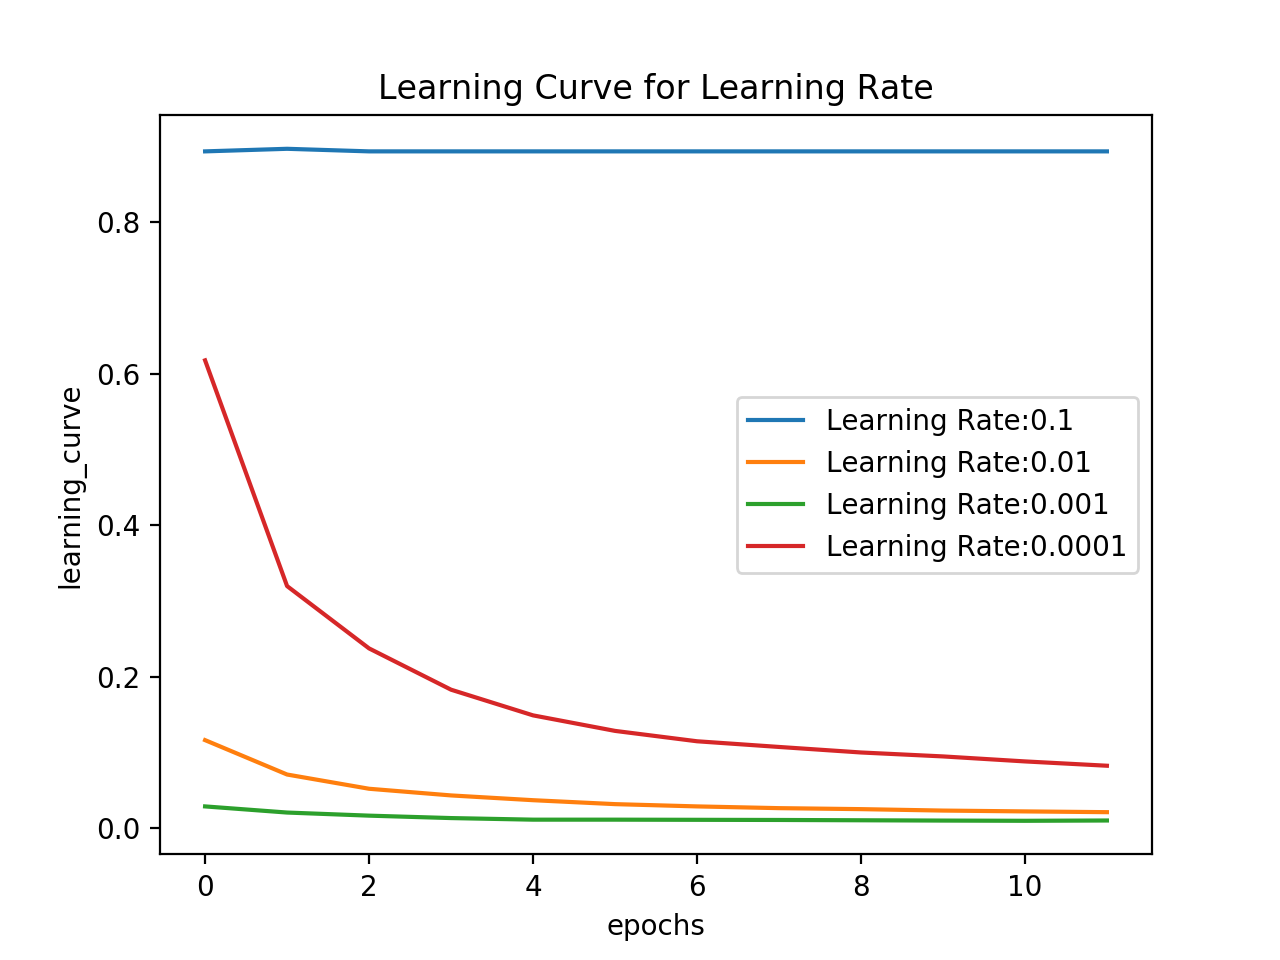 Learning Curve for Learning Rate
learning_curve
0.8
0.6
0.4
0.2
0.0
Learning Rate:0.1
Learning Rate:0.01
Learning Rate:0.001
Learning Rate:0.0001
0 2 4 6 8 10
epochs